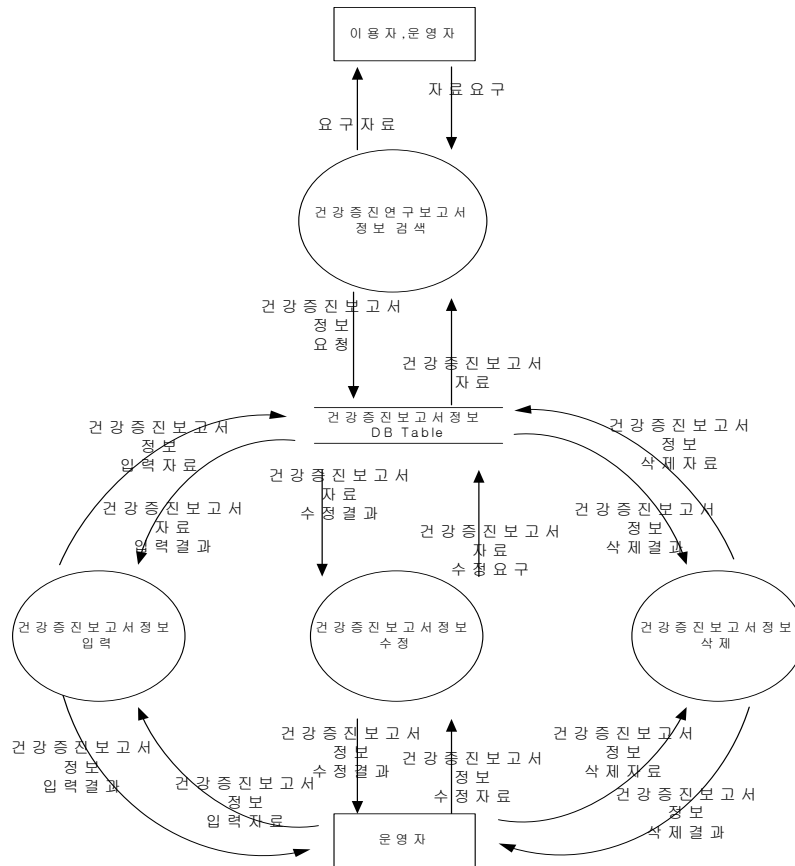 이용자,운영자
자료요구
요구자료
건강증진연구보고서
정보 검색
건강증진보고서
정보
요청
건강증진보고서
자료
건강증진보고서정보
DB Table
건강증진보고서
정보
입력자료
건강증진보고서
정보
삭제자료
건강증진보고서
자료
수정결과
건강증진보고서
자료
입력결과
건강증진보고서
정보
삭제결과
건강증진보고서
자료
수정요구
건강증진보고서정보
입력
건강증진보고서정보
수정
건강증진보고서정보
삭제
건강증진보고서
정보
입력결과
건강증진보고서
정보
수정결과
건강증진보고서
정보
삭제자료
건강증진보고서
정보
입력자료
건강증진보고서
정보
수정자료
건강증진보고서
정보
삭제결과
운영자